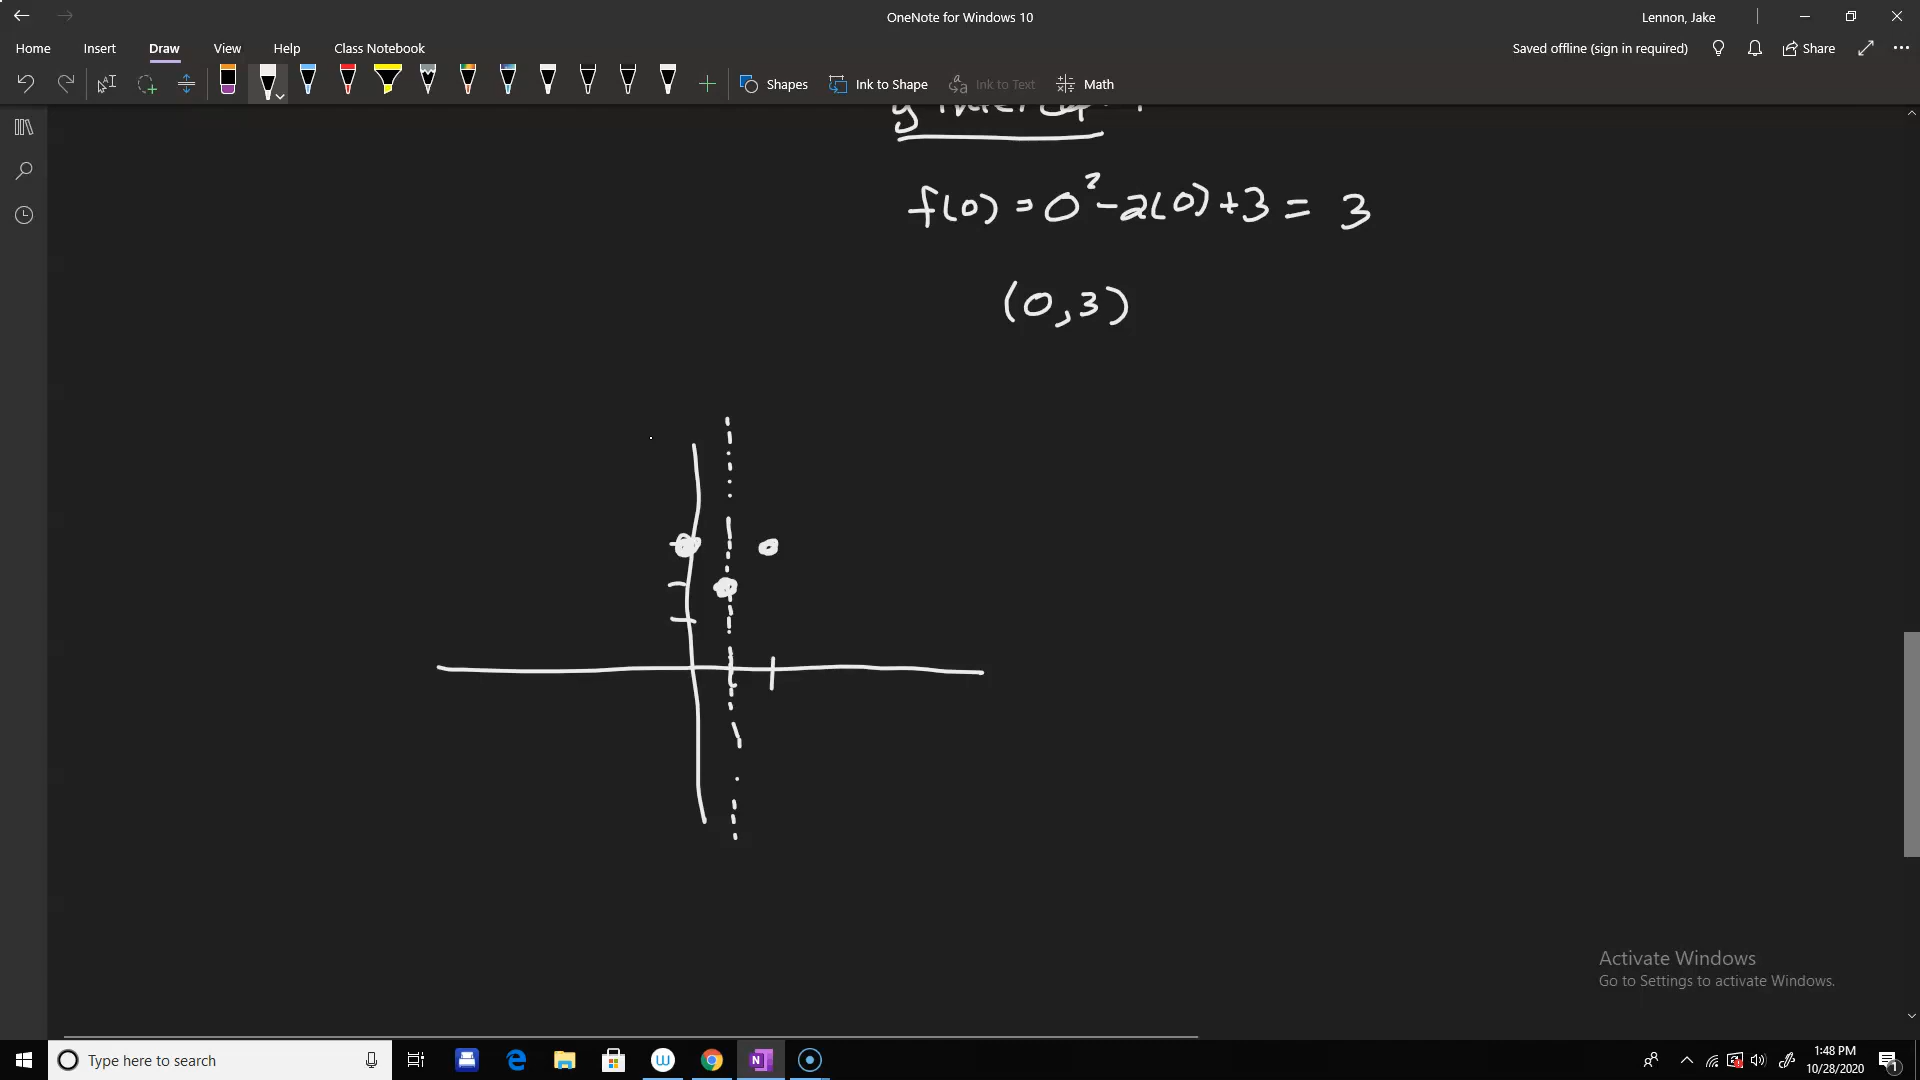 OneNote for Windows 10
Lennon, Jake
Home Insert Draw View Help Class Notebook
Saved offline (sign in required) Share
Shapes Ink to Shape Ink to Text Math
f(0) = 0² - 2(0) + 3 = 3
(0,3)
Activate Windows
Go to Settings to activate Windows.
Type here to search
1:48 PM
10/28/2020
1